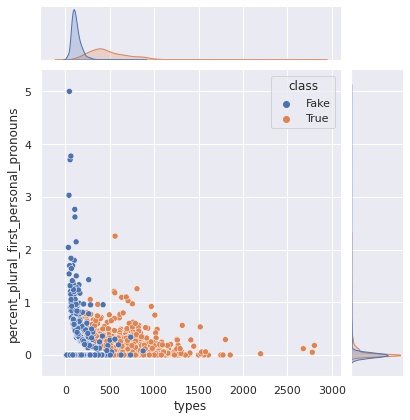 class
Fake
True
percent_plural_first_personal_pronouns
5
4
3
2
1
0
0 500 1000 1500 2000 2500 3000
types